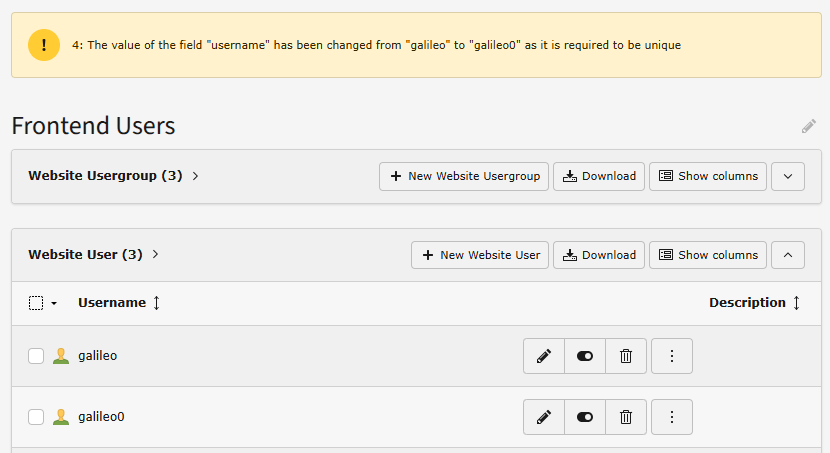 4: The value of the field "username" has been changed from "galileo" to "galileo0" as it is required to be unique
Frontend Users
Website Usergroup (3)
New Website Usergroup
Download
Show columns
Website User (3)
New Website User
Download
Show columns
Username
Description
galileo
galileo0